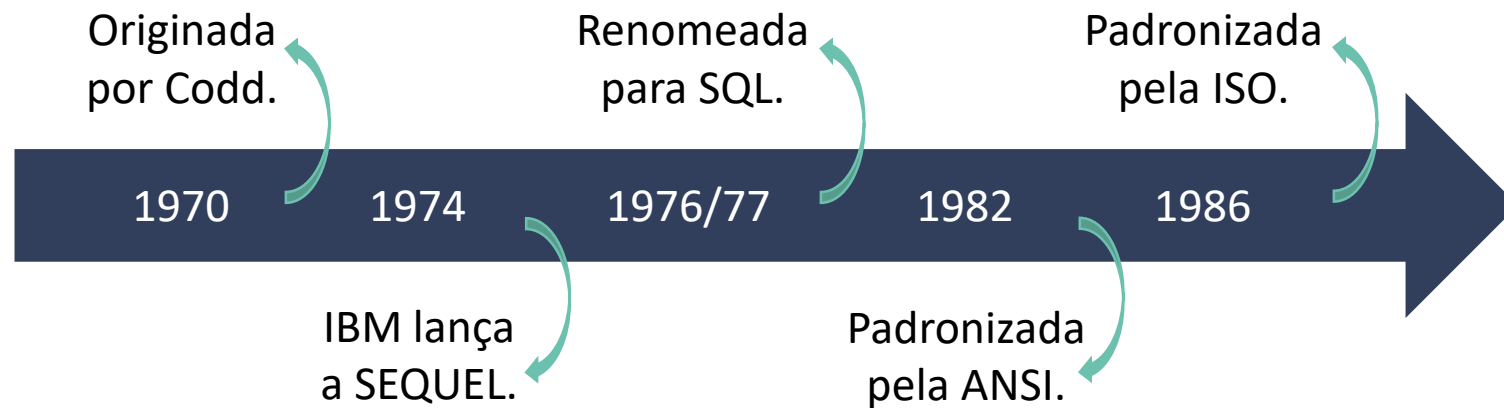 Originada
por Codd.
Renomeada
para SQL.
Padronizada
pela ISO.
1970
1974
1976/77
1982
1986
IBM lança
a SEQUEL.
Padronizada
pela ANSI.